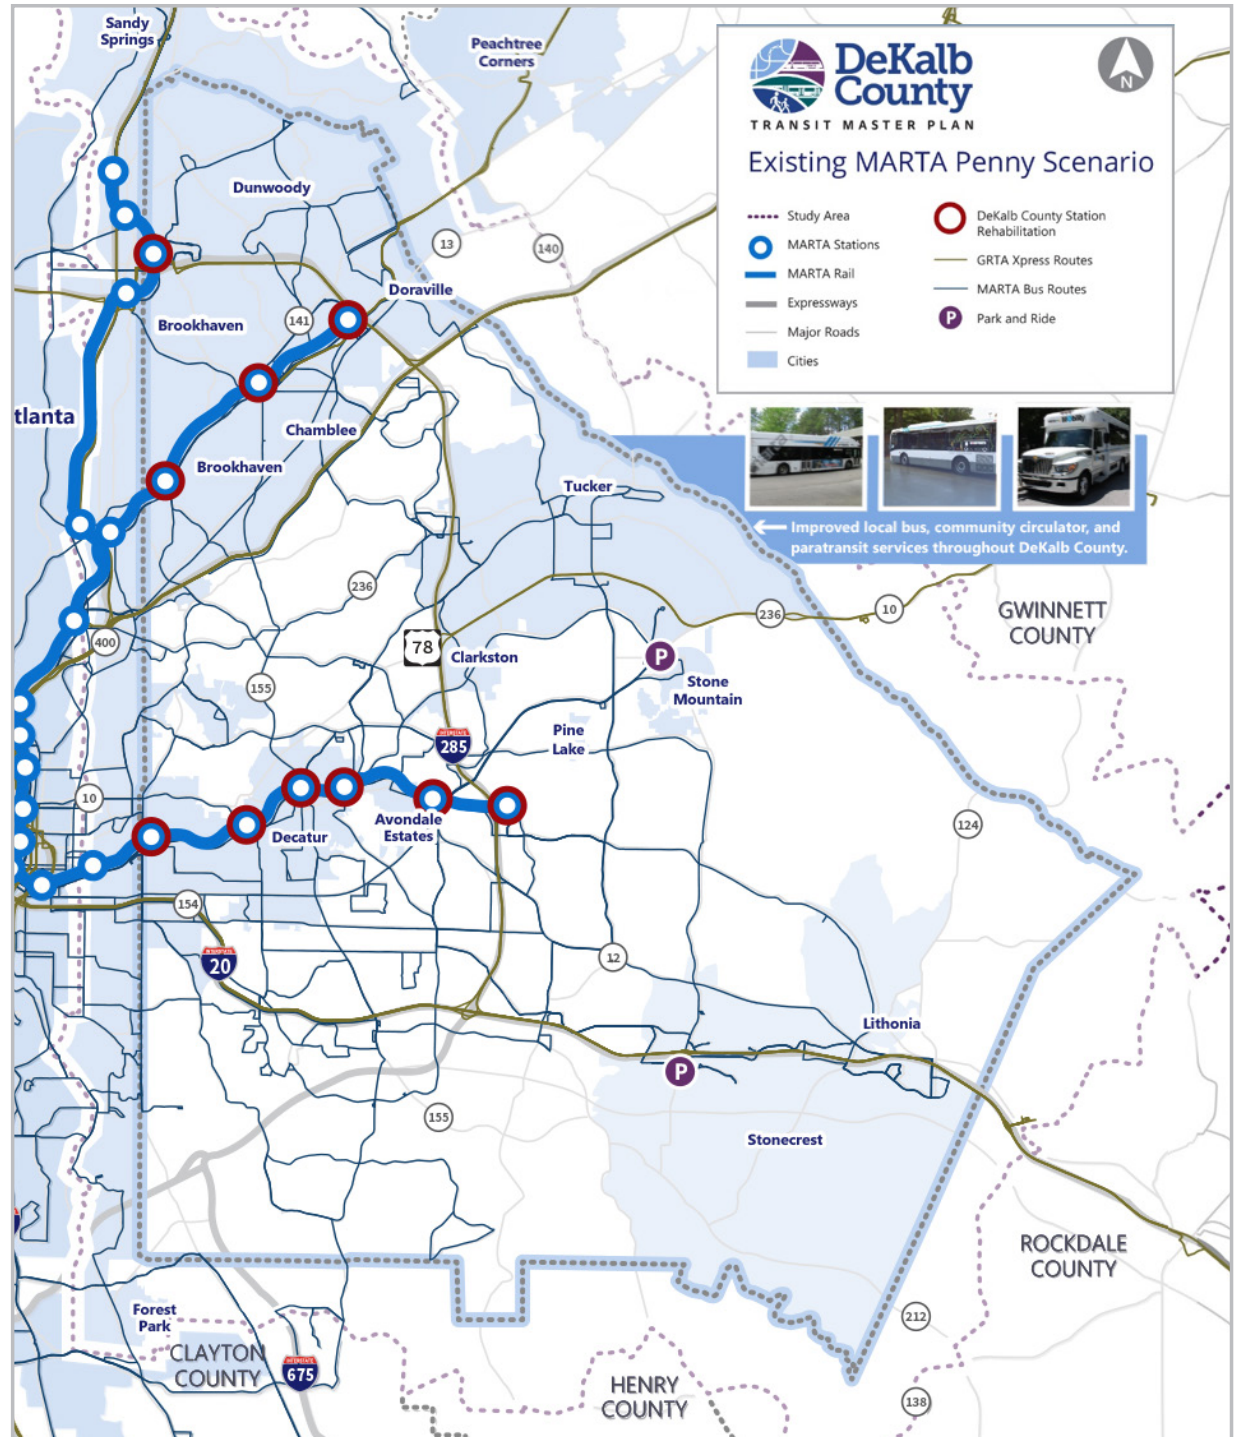 Sandy
Springs
Peachtree
Corners
DeKalb
County
TRANSIT MASTER PLAN
N
Existing MARTA Penny Scenario
Study Area
MARTA Stations
MARTA Rail
Expressways
Major Roads
Cities
DeKalb County Station
Rehabilitation
GRTA Xpress Routes
MARTA Bus Routes
P
Park and Ride
Dunwoody
13
140
Doraville
Brookhaven
141
tlanta
Chamblee
Brookhaven
Tucker
Improved local bus, community circulator, and
paratransit services throughout DeKalb County.
236
236
10
GWINNETT
COUNTY
400
78
Clarkston
P
Stone
Mountain
155
Pine
Lake
INTERSTATE
285
10
Avondale
Estates
Decatur
124
154
INTERSTATE
20
12
Lithonia
P
155
Stonecrest
ROCKDALE
COUNTY
Forest
Park
CLAYTON
COUNTY
INTERSTATE
675
212
HENRY
COUNTY
138